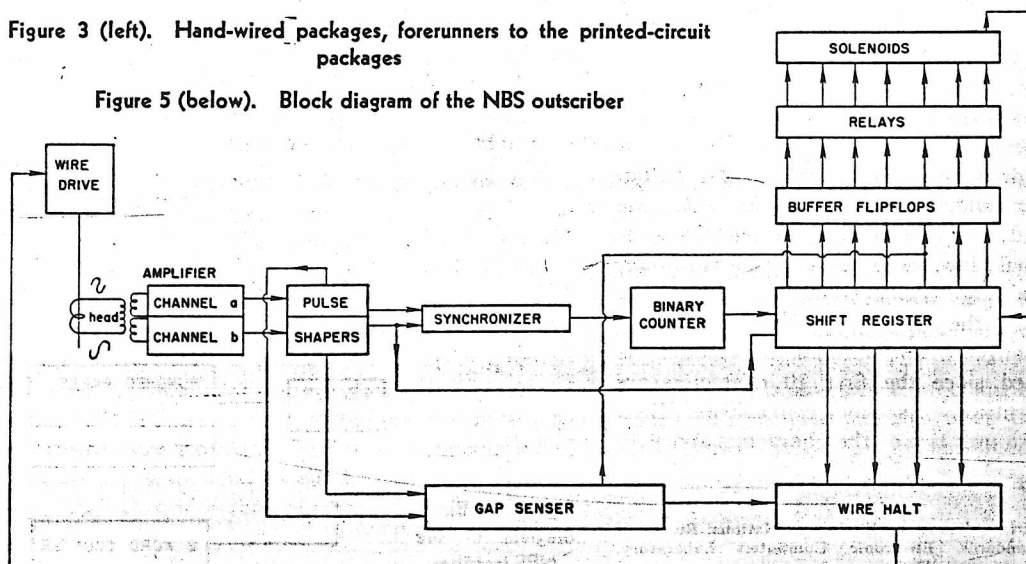 Figure 3 (left). Hand-wired packages, forerunners to the printed-circuit
packages
Figure 5 (below). Block diagram of the NBS outscriber
SOLENOIDS
RELAYS
BUFFER FLIPFLOPS
WIRE
DRIVE
AMPLIFIER
head
CHANNEL a
CHANNEL b
PULSE
SHAPERS
SYNCHRONIZER
BINARY
COUNTER
SHIFT REGISTER
GAP SENSER
WIRE HALT